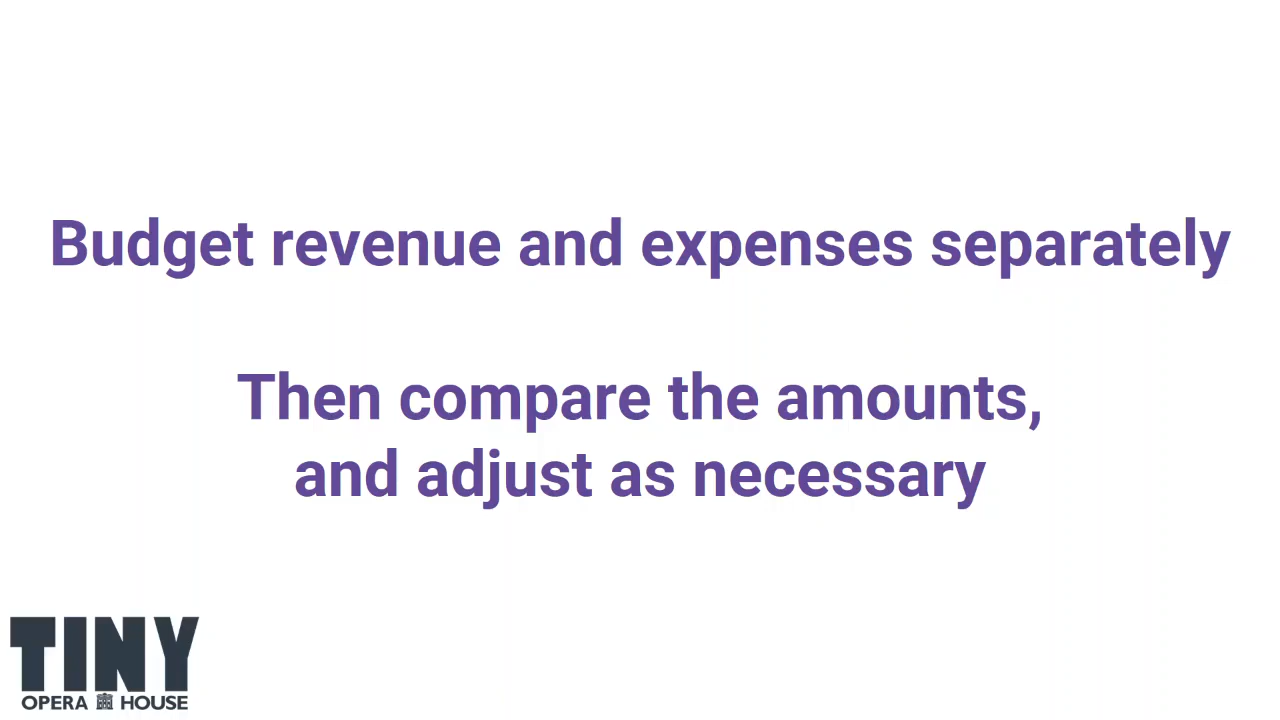 Budget revenue and expenses separately
Then compare the amounts,
and adjust as necessary
TINY
OPERA HOUSE